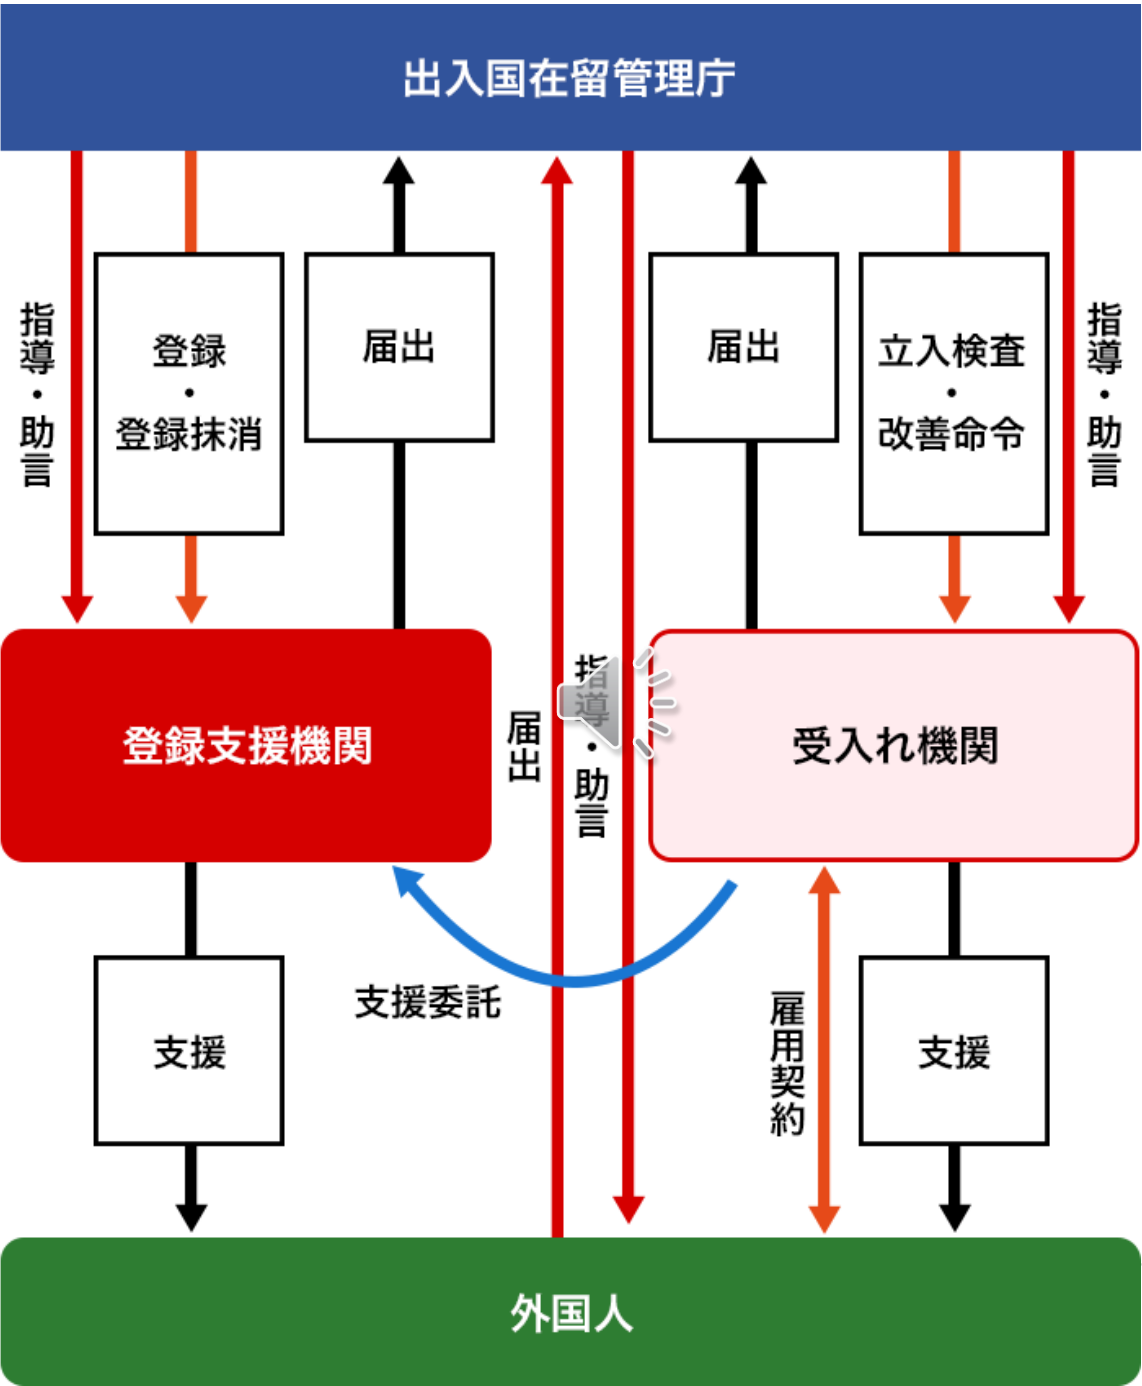 出入国在留管理庁
指導・助言
登録
・
登録抹消
届出
届出
立入検査
・
改善命令
指導・助言
登録支援機関
届出
指導・助言
受入れ機関
支援委託
雇用契約
支援
支援
外国人